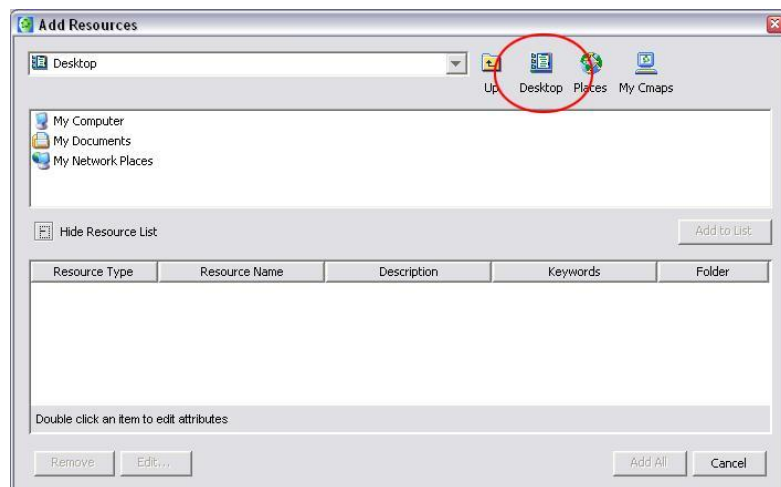 Add Resources
Desktop
Up Desktop Places My Cmaps
My Computer
My Documents
My Network Places
Hide Resource List Add to List
Resource Type Resource Name Description Keywords Folder
Double click an item to edit attributes
Remove Edit... Add All Cancel